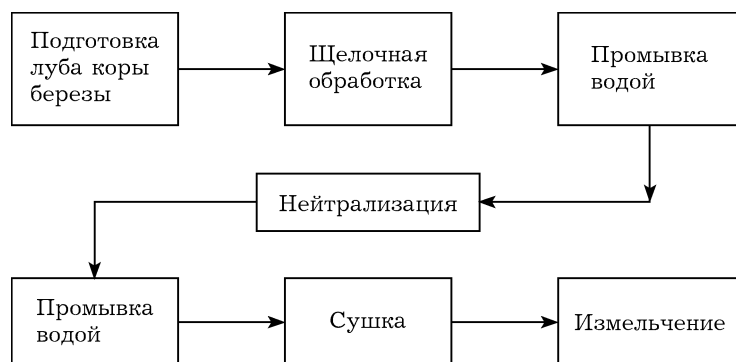 Подготовка
луба коры
березы
Щелочная
обработка
Промывка
водой
Нейтрализация
Промывка
водой
Сушка
Измельчение